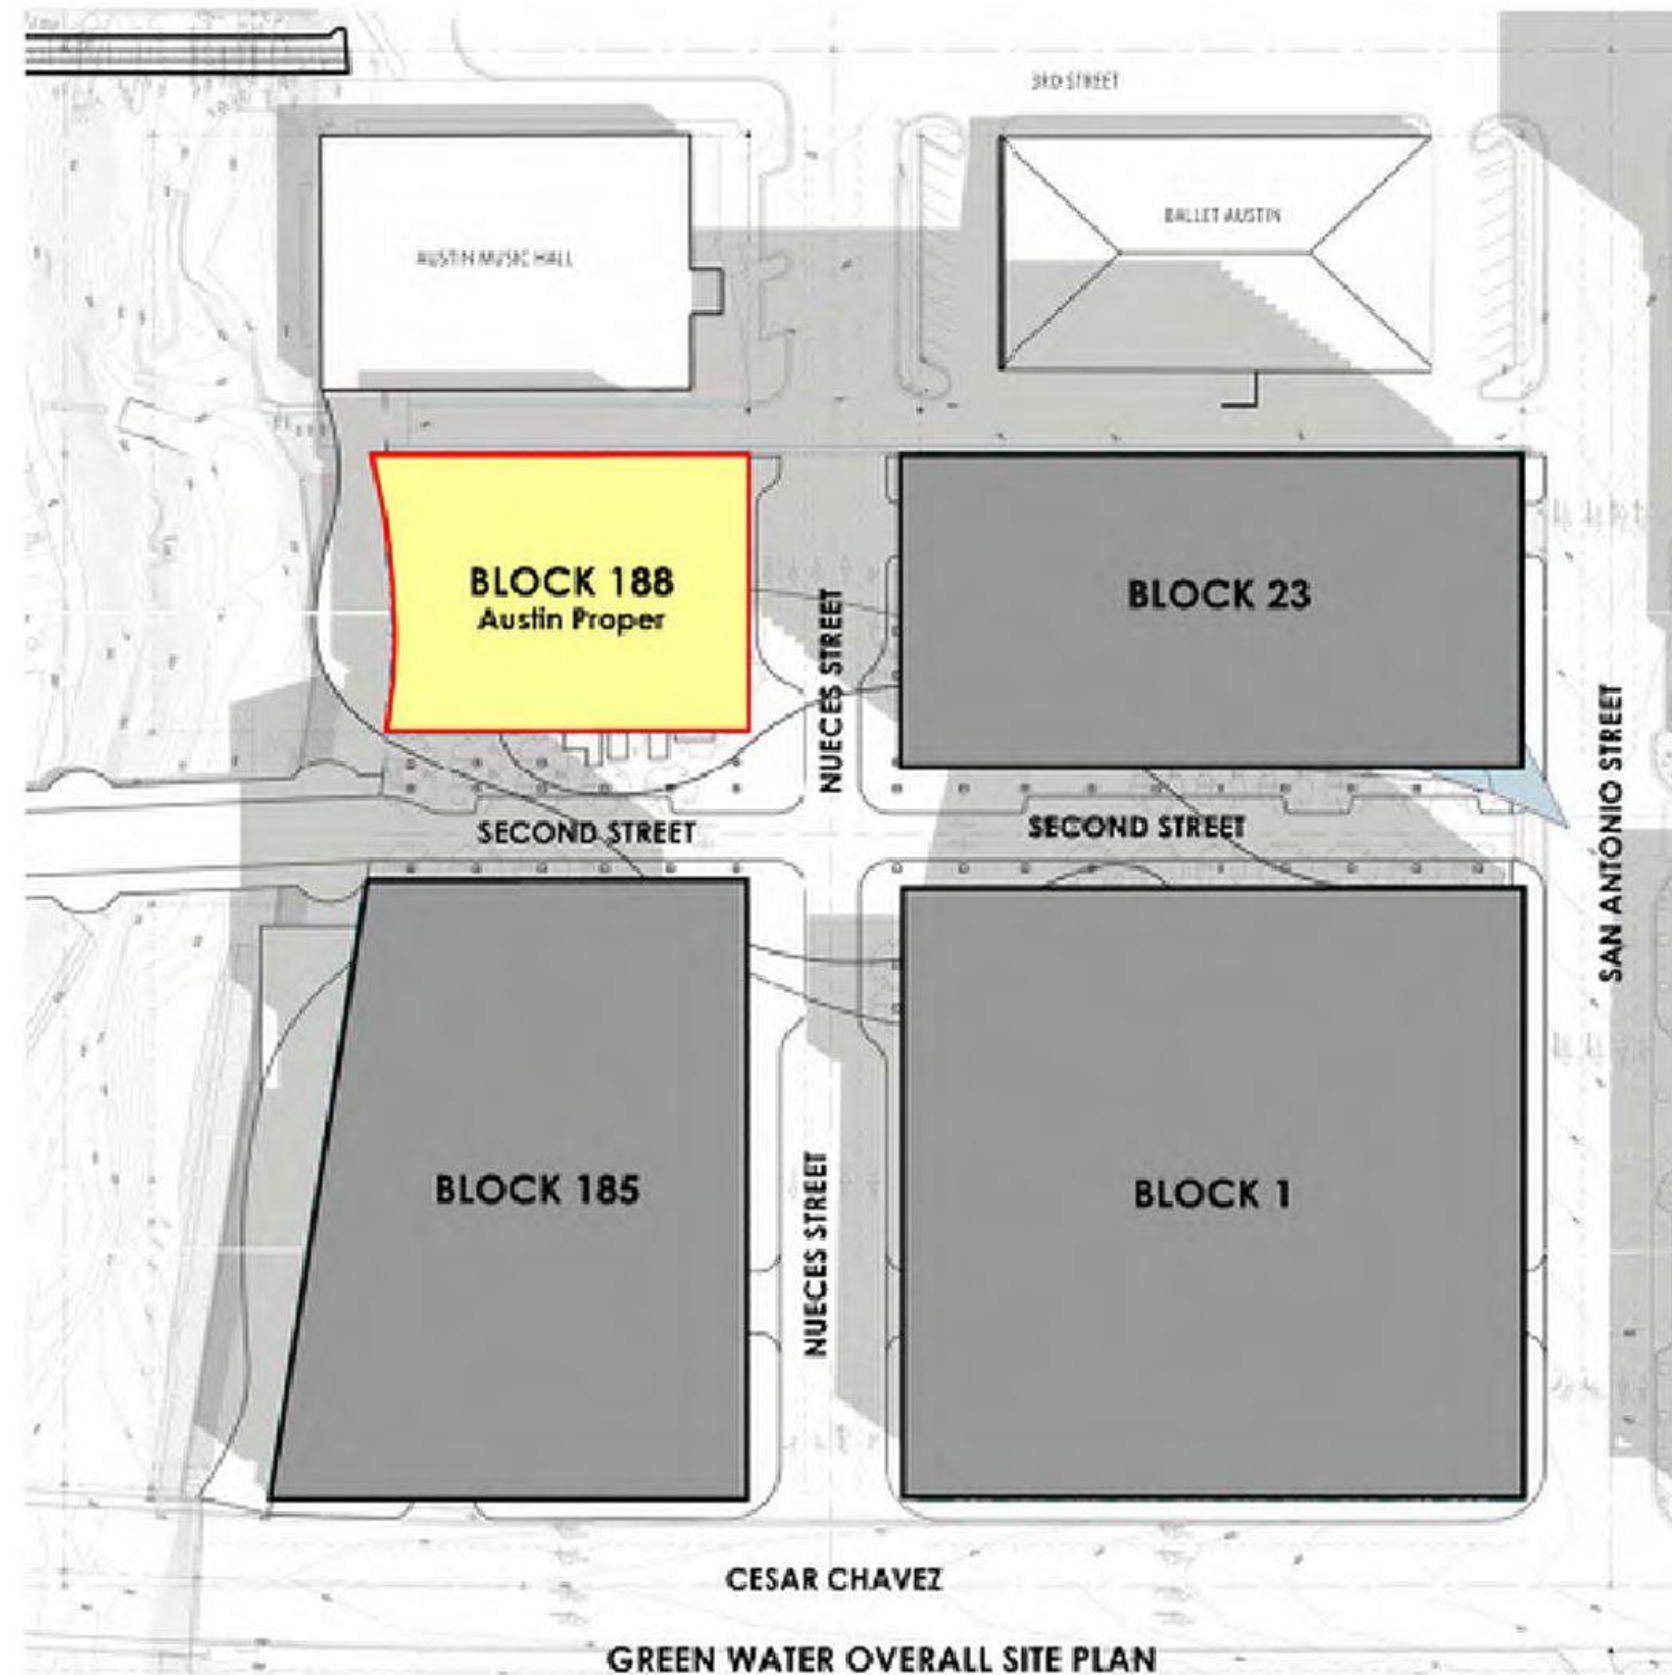 3RD STREET
AUSTIN MUSIC HALL
BALLET AUSTIN
BLOCK 188
Austin Proper
BLOCK 23
NUECES STREET
SAN ANTONIO STREET
SECOND STREET
SECOND STREET
BLOCK 185
BLOCK 1
NUECES STREET
CESAR CHAVEZ
GREEN WATER OVERALL SITE PLAN